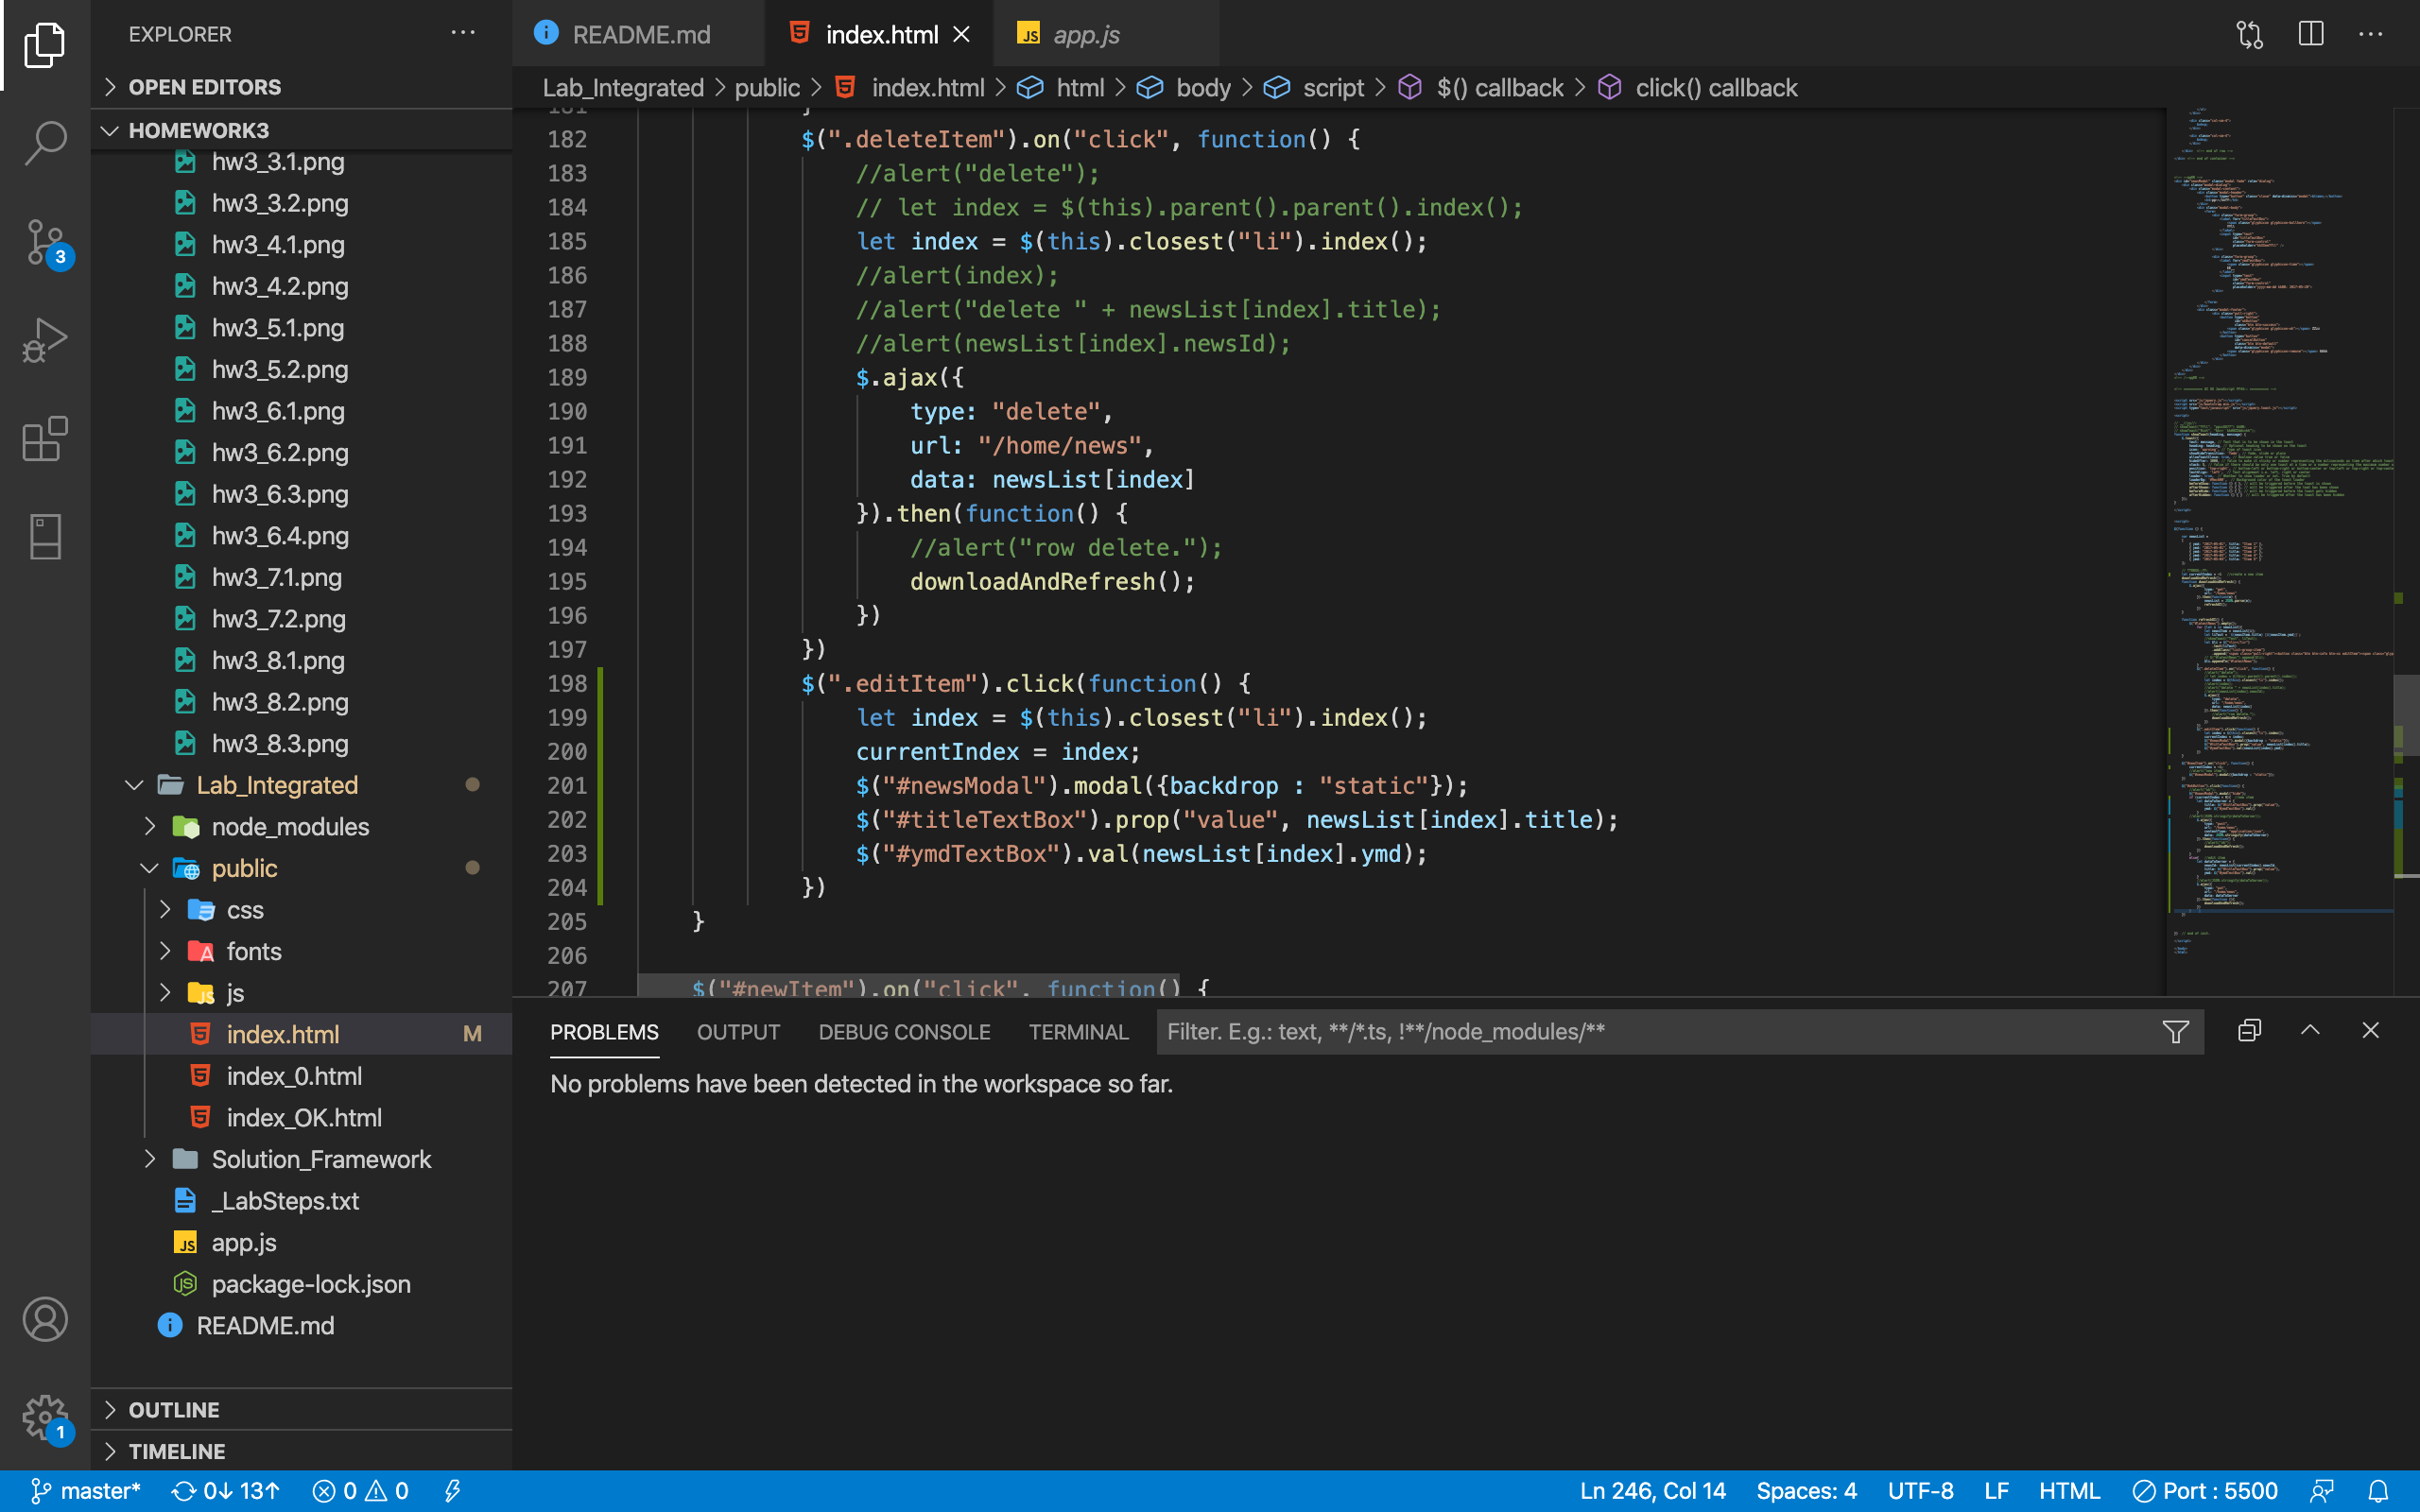 EXPLORER
OPEN EDITORS
HOMEWORK3
hw3_3.1.png
hw3_3.2.png
hw3_4.1.png
hw3_4.2.png
hw3_5.1.png
hw3_5.2.png
hw3_6.1.png
hw3_6.2.png
hw3_6.3.png
hw3_6.4.png
hw3_7.1.png
hw3_7.2.png
hw3_8.1.png
hw3_8.2.png
hw3_8.3.png
Lab_Integrated
node_modules
public
css
fonts
js
index.html M
index_0.html
index_OK.html
Solution_Framework
_LabSteps.txt
app.js
package-lock.json
README.md
OUTLINE
TIMELINE
3
1
README.md index.html app.js
Lab_Integrated > public > index.html > html > body > script > $() callback > click() callback
182 $(".deleteItem").on("click", function() {
183 //alert("delete");
184 // let index = $(this).parent().parent().index();
185 let index = $(this).closest("li").index();
186 //alert(index);
187 //alert("delete " + newsList[index].title);
188 //alert(newsList[index].newsId);
189 $.ajax({
190 type: "delete",
191 url: "/home/news",
192 data: newsList[index]
193 }).then(function() {
194 //alert("row delete.");
195 downloadAndRefresh();
196 })
197 })
198 $(".editItem").click(function() {
199 let index = $(this).closest("li").index();
200 currentIndex = index;
201 $("#newsModal").modal({backdrop : "static"});
202 $("#titleTextBox").prop("value", newsList[index].title);
203 $("#ymdTextBox").val(newsList[index].ymd);
204 })
205 }
206
207 $("#newItem").on("click", function() {
PROBLEMS OUTPUT DEBUG CONSOLE TERMINAL Filter. E.g.: text, **/*.ts, !**/node_modules/**
No problems have been detected in the workspace so far.
master* 0↓ 13↑ 0 0 Ln 246, Col 14 Spaces: 4 UTF-8 LF HTML Port : 5500